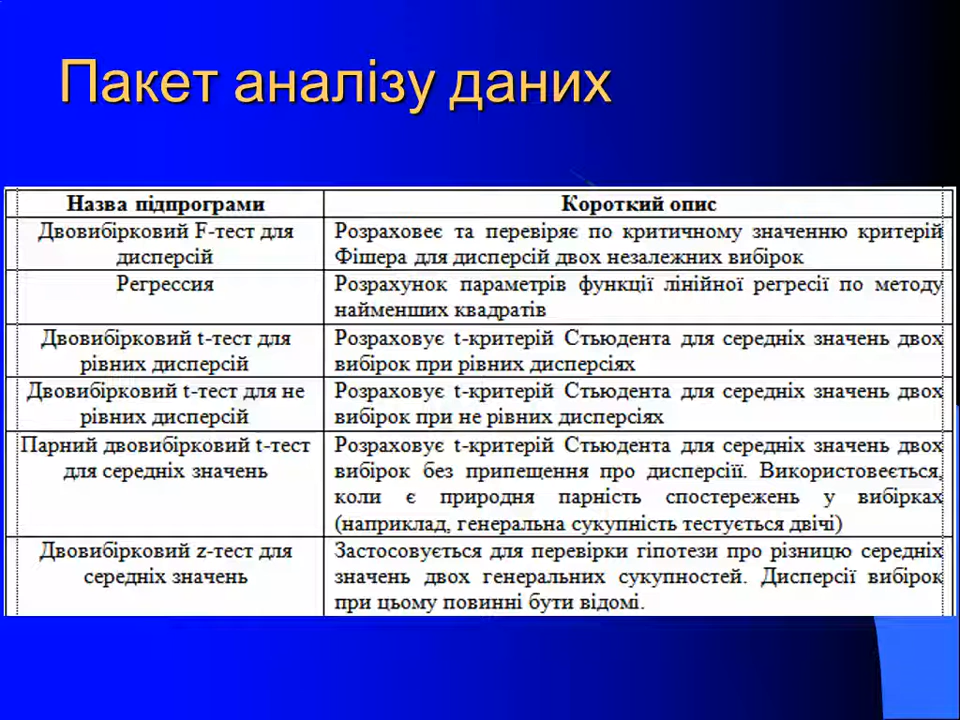 Пакет аналізу даних
Назва підпрограми
Короткий опис
Двовибірковий F-тест для
дисперсій
Розраховеє та перевіряє по критичному значенню критерій
Фішера для дисперсій двох незалежних вибірок
Регрессия
Розрахунок параметрів функції лінійної регресії по методу
найменших квадратів
Двовибірковий t-тест для
рівних дисперсій
Розраховує t-критерій Стьюдента для середніх значень двох
вибірок при рівних дисперсіях
Двовибірковий t-тест для не
рівних дисперсій
Розраховує t-критерій Стьюдента для середніх значень двох
вибірок при не рівних дисперсіях
Парний двовибірковий t-тест
для середніх значень
Розраховує t-критерій Стьюдента для середніх значень двох
вибірок без припещення про дисперсіїї. Використовеється,
коли є природня парність спостережень у вибірках
(наприклад, генеральна сукупність тестується двічі)
Двовибірковий z-тест для
середніх значень
Застосовується для перевірки гіпотези про різницю середніх
значень двох генеральних сукупностей. Дисперсії вибірок
при цьому повинні бути відомі.